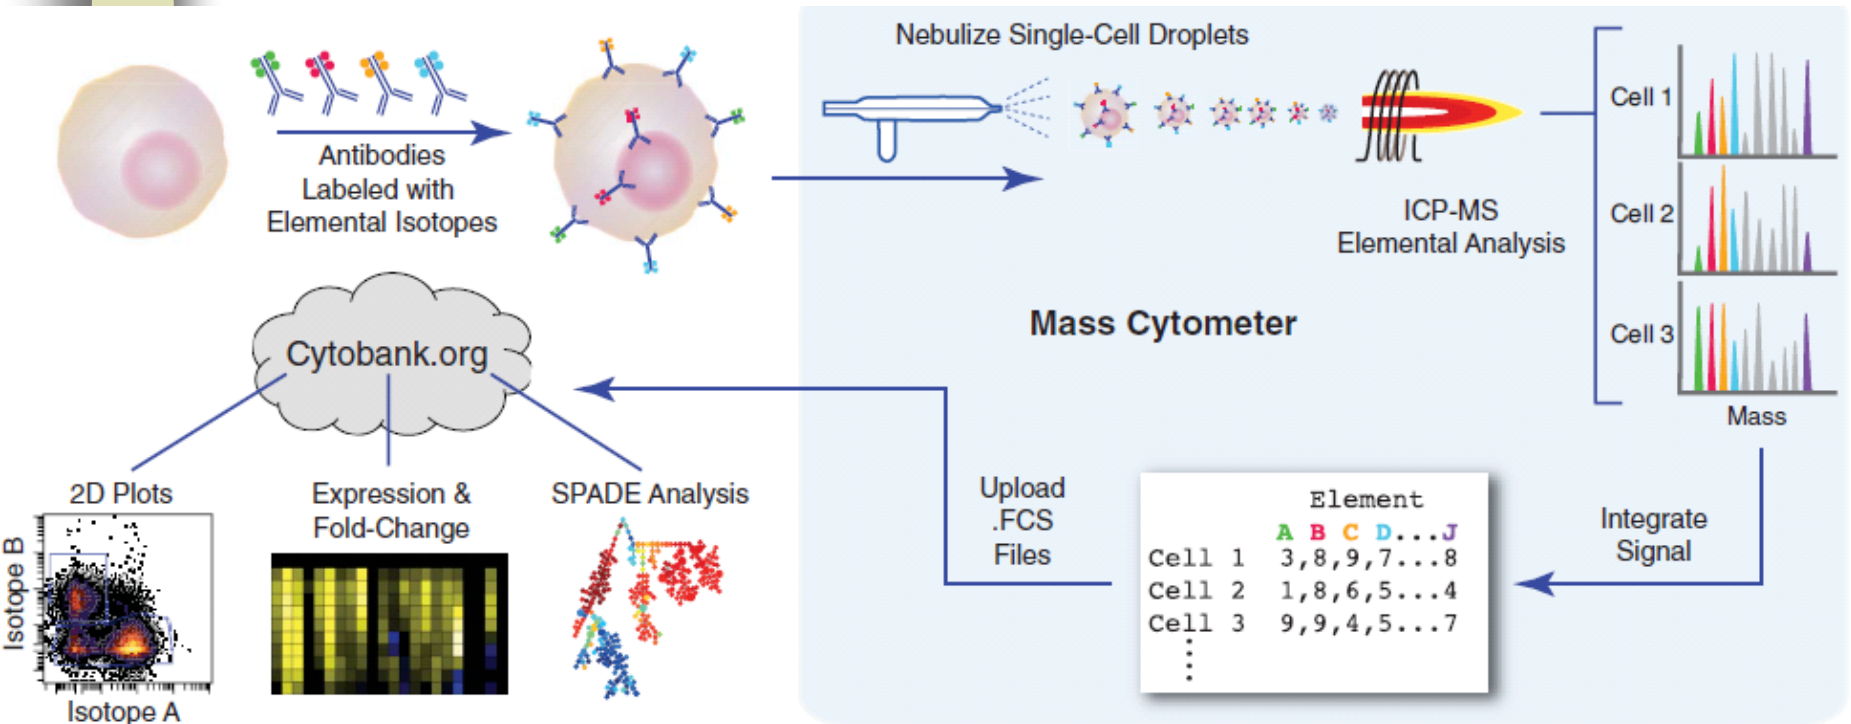 Nebulize Single-Cell Droplets
Antibodies
Labeled with
Elemental Isotopes
ICP-MS
Elemental Analysis
Cell 1
Cell 2
Cell 3
Mass
Mass Cytometer
Integrate
Signal
Element
A B C D...J
Cell 1 3,8,9,7...8
Cell 2 1,8,6,5...4
Cell 3 9,9,4,5...7
Upload
.FCS
Files
Cytobank.org
2D Plots
Isotope B
Isotope A
Expression &
Fold-Change
SPADE Analysis